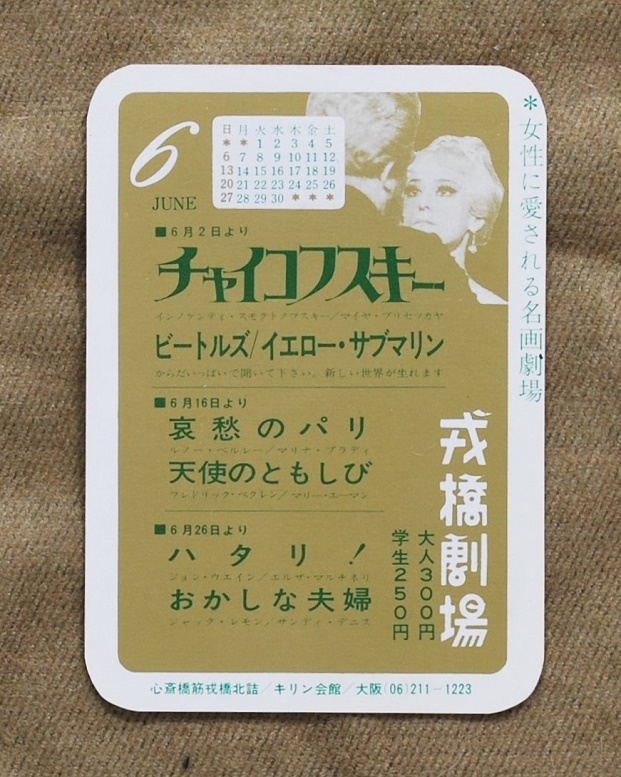 *女性に愛される名画劇場
6
JUNE
日 月 火 水 木 金 土
* * 1 2 3 4 5
6 7 8 9 10 11 12
13 14 15 16 17 18 19
20 21 22 23 24 25 26
27 28 29 30 * * *
■6月2日より
チャイコフスキー
インノケンティ・スモクトノフスキー/マイヤ・プリセツカヤ
ビートルズ/イエロー・サブマリン
からだいっぱいで聞いて下さい。新しい世界が生れます
■6月16日より
哀愁のパリ
ルノー・ベルレー/マリナ・ブラディ
天使のともしび
フレドリック・ベクレン/マリー・エーマン
■6月26日より
ハタリ!
ジョン・ウエイン/エルザ・マルチネリ
おかしな夫婦
ジャック・レモン/サンディ・デニス
戎橋劇場
大人300円
学生250円
心斎橋筋戎橋北詰/キリン会館/大阪(06)211-1223